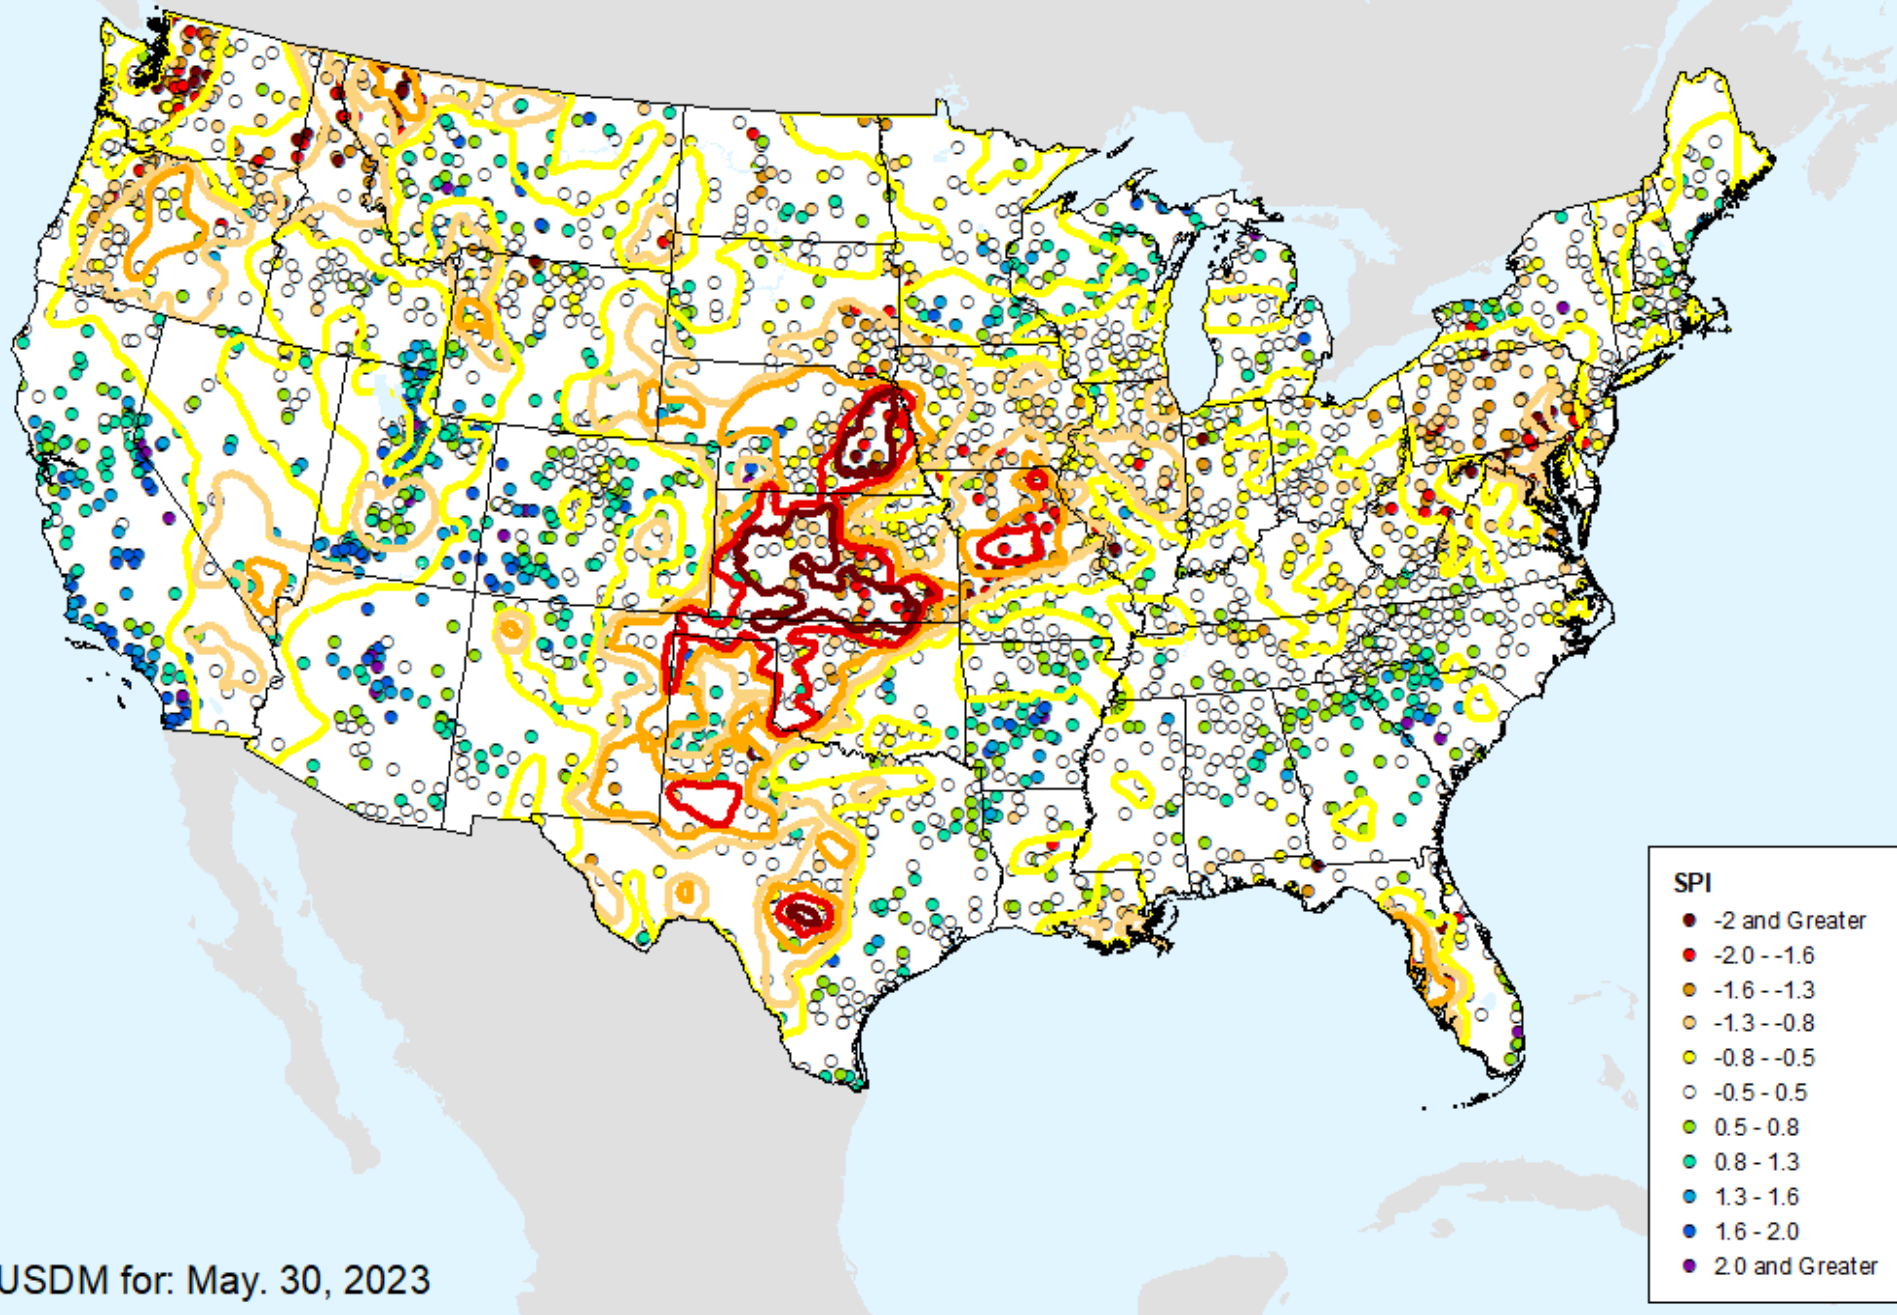 SPI
-2 and Greater
-2.0 - -1.6
-1.6 - -1.3
-1.3 - -0.8
-0.8 - -0.5
-0.5 - 0.5
0.5 - 0.8
0.8 - 1.3
1.3 - 1.6
1.6 - 2.0
2.0 and Greater
USDM for: May. 30, 2023